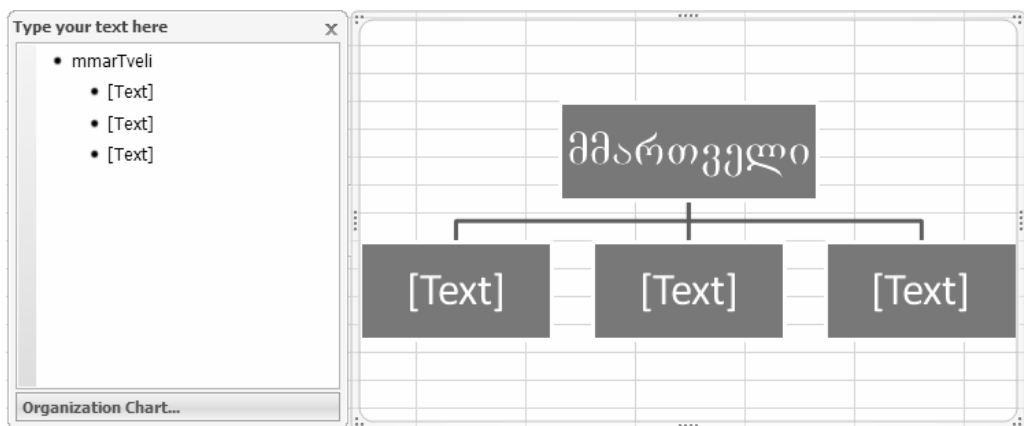 Type your text here x
mmarTveli
[Text]
[Text]
[Text]
Organization Chart...
მმართველი
[Text] [Text] [Text]